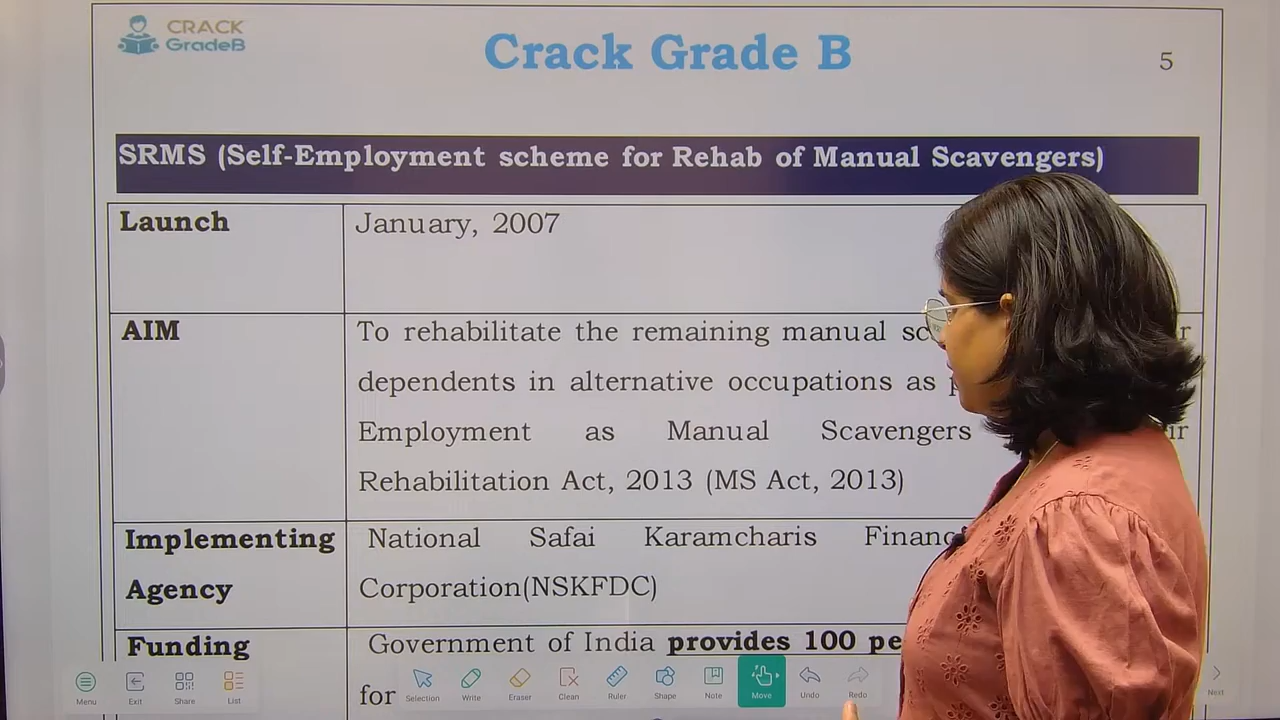 CRACK
GradeB
Crack Grade B
5
SRMS (Self-Employment scheme for Rehab of Manual Scavengers)
Launch
January, 2007
AIM
To rehabilitate the remaining manual
dependents in alternative occupations as
Employment as Manual Scavengers
Rehabilitation Act, 2013 (MS Act, 2013)
Implementing
Agency
National Safai Karamcharis
Corporation(NSKFDC)
Funding
Government of India provides 100
for
Menu
Exit
Share
List
Selection
Write
Eraser
Clean
Ruler
Shape
Note
Move
Undo
Redo
Next